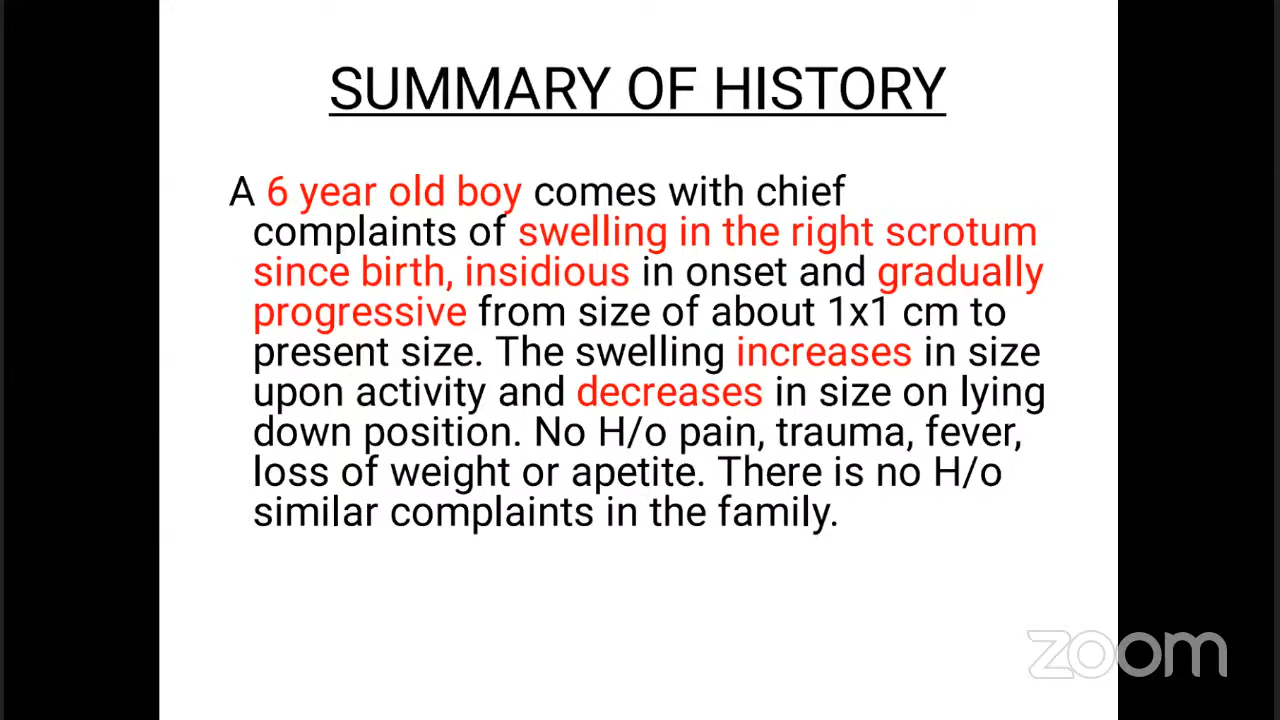 SUMMARY OF HISTORY
A 6 year old boy comes with chief
complaints of swelling in the right scrotum
since birth, insidious in onset and gradually
progressive from size of about 1x1 cm to
present size. The swelling increases in size
upon activity and decreases in size on lying
down position. No H/o pain, trauma, fever,
loss of weight or apetite. There is no H/o
similar complaints in the family.
zoom